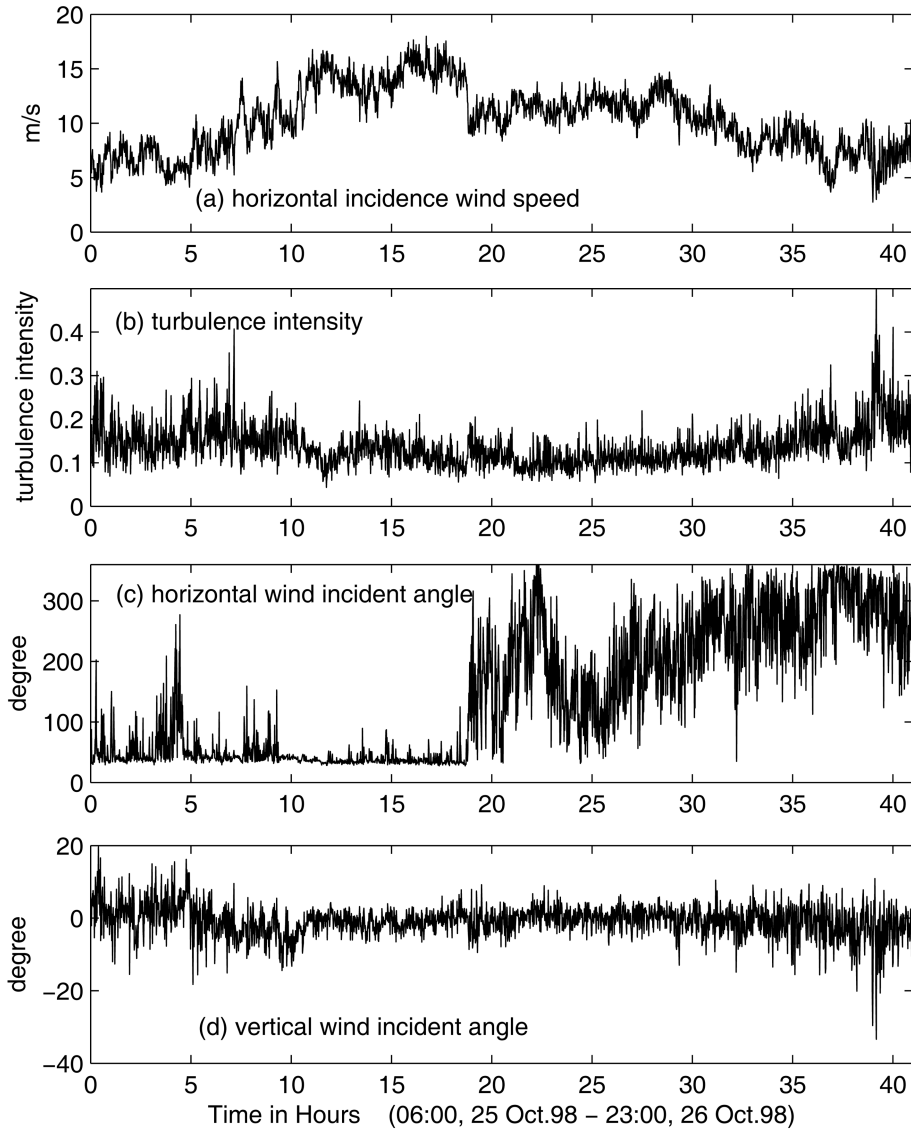 20
15
10
5
0
m/s
(a) horizontal incidence wind speed
0 5 10 15 20 25 30 35 40
0.4
0.3
0.2
0.1
0
turbulence intensity
(b) turbulence intensity
0 5 10 15 20 25 30 35 40
300
200
100
0
degree
(c) horizontal wind incident angle
0 5 10 15 20 25 30 35 40
20
0
−20
−40
degree
(d) vertical wind incident angle
0 5 10 15 20 25 30 35 40
Time in Hours (06:00, 25 Oct.98 − 23:00, 26 Oct.98)